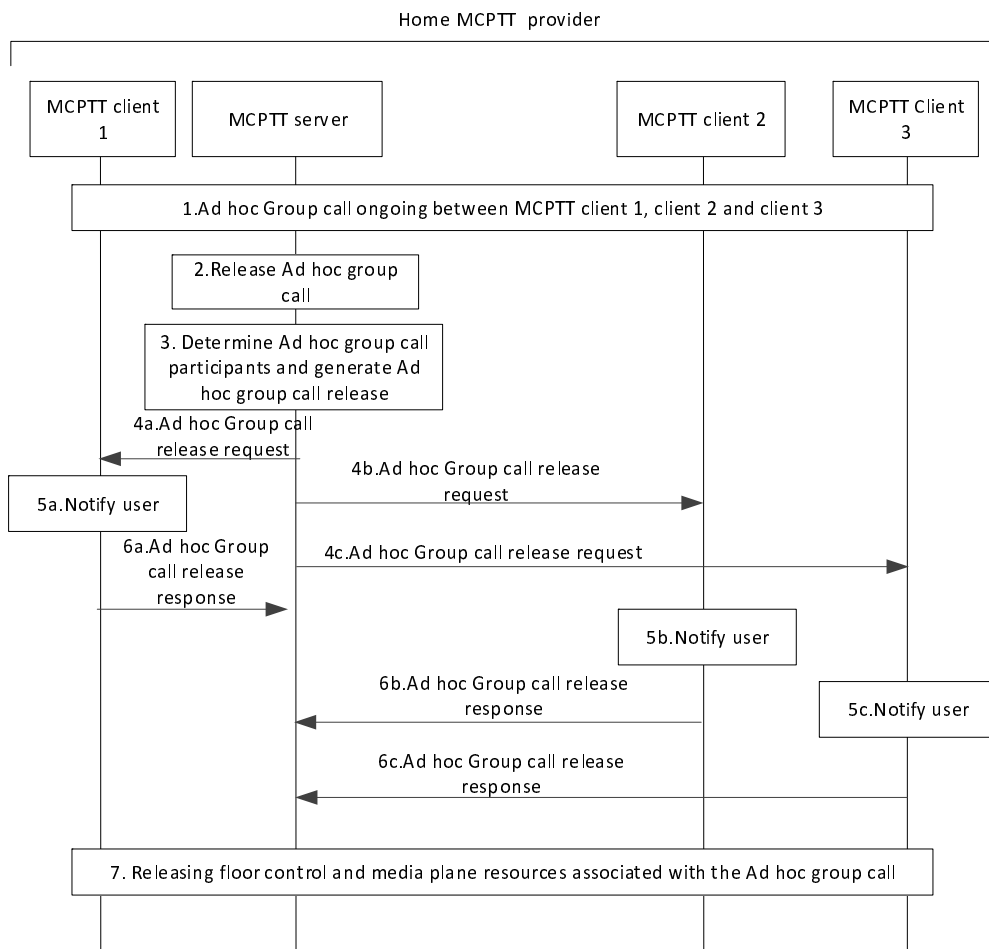 Home MCPTT provider
MCPTT client
1
MCPTT server
MCPTT client 2
MCPTT Client
3
1.Ad hoc Group call ongoing between MCPTT client 1, client 2 and client 3
2.Release Ad hoc group
call
3. Determine Ad hoc group call
participants and generate Ad
hoc group call release
4a.Ad hoc Group call
release request
4b.Ad hoc Group call release
request
5a.Notify user
6a.Ad hoc Group
call release
response
4c.Ad hoc Group call release request
5b.Notify user
6b.Ad hoc Group call release
response
5c.Notify user
6c.Ad hoc Group call release
response
7. Releasing floor control and media plane resources associated with the Ad hoc group call